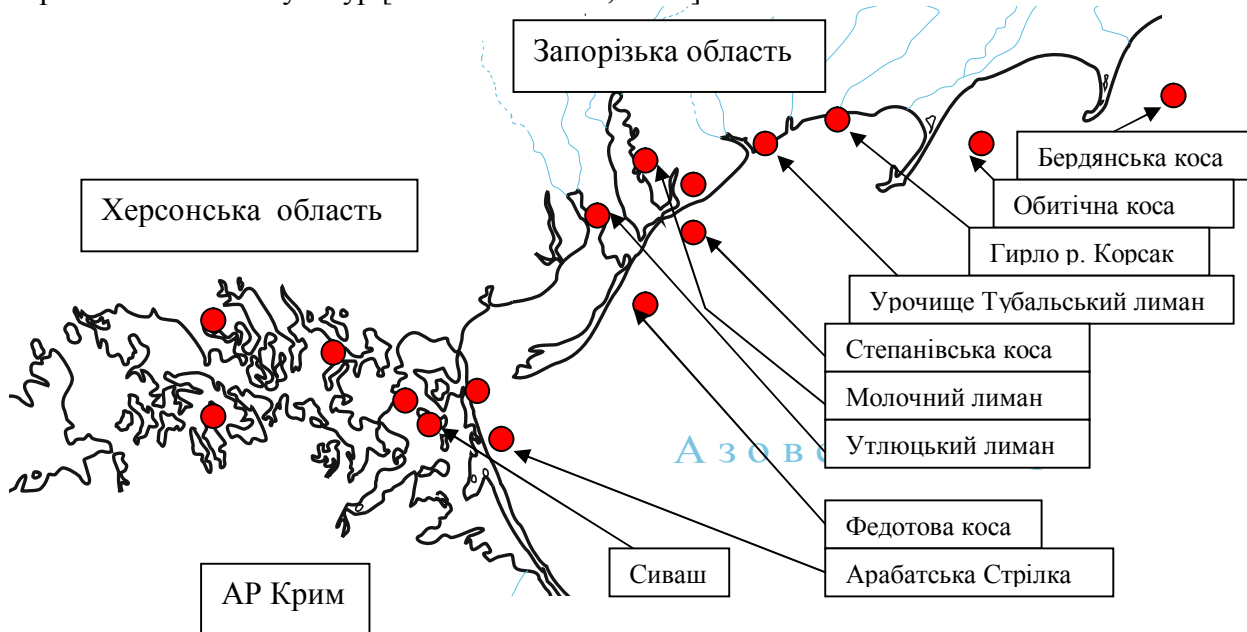 Запорізька область
Херсонська область
Бердянська коса
Обитічна коса
Гирло р. Корсак
Урочище Тубальський лиман
Степанівська коса
Молочний лиман
Азовс
Утлюцький лиман
Федотова коса
Сиваш
Арабатська Стрілка
АР Крим